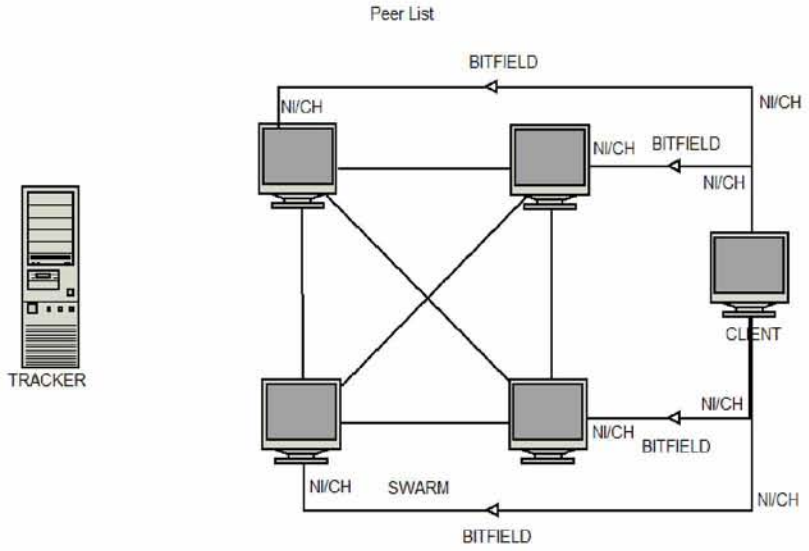 Peer List
BITFIELD
NI/CH
NI/CH
NI/CH
BITFIELD
NI/CH
CLIENT
TRACKER
NI/CH
NI/CH
BITFIELD
NI/CH
SWARM
NI/CH
BITFIELD